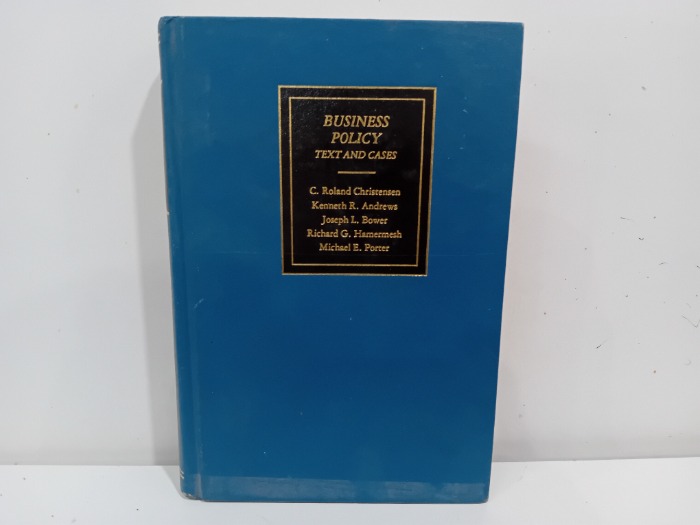 BUSINESS
POLICY
TEXT AND CASES
C. Roland Christensen
Kenneth R. Andrews
Joseph L. Bower
Richard G. Hamermesh
Michael E. Porter